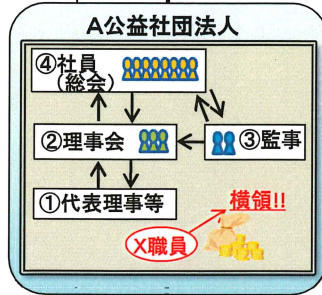 A公益社団法人
④社員
(総会)
②理事会
③監事
①代表理事等
横領!!
X職員